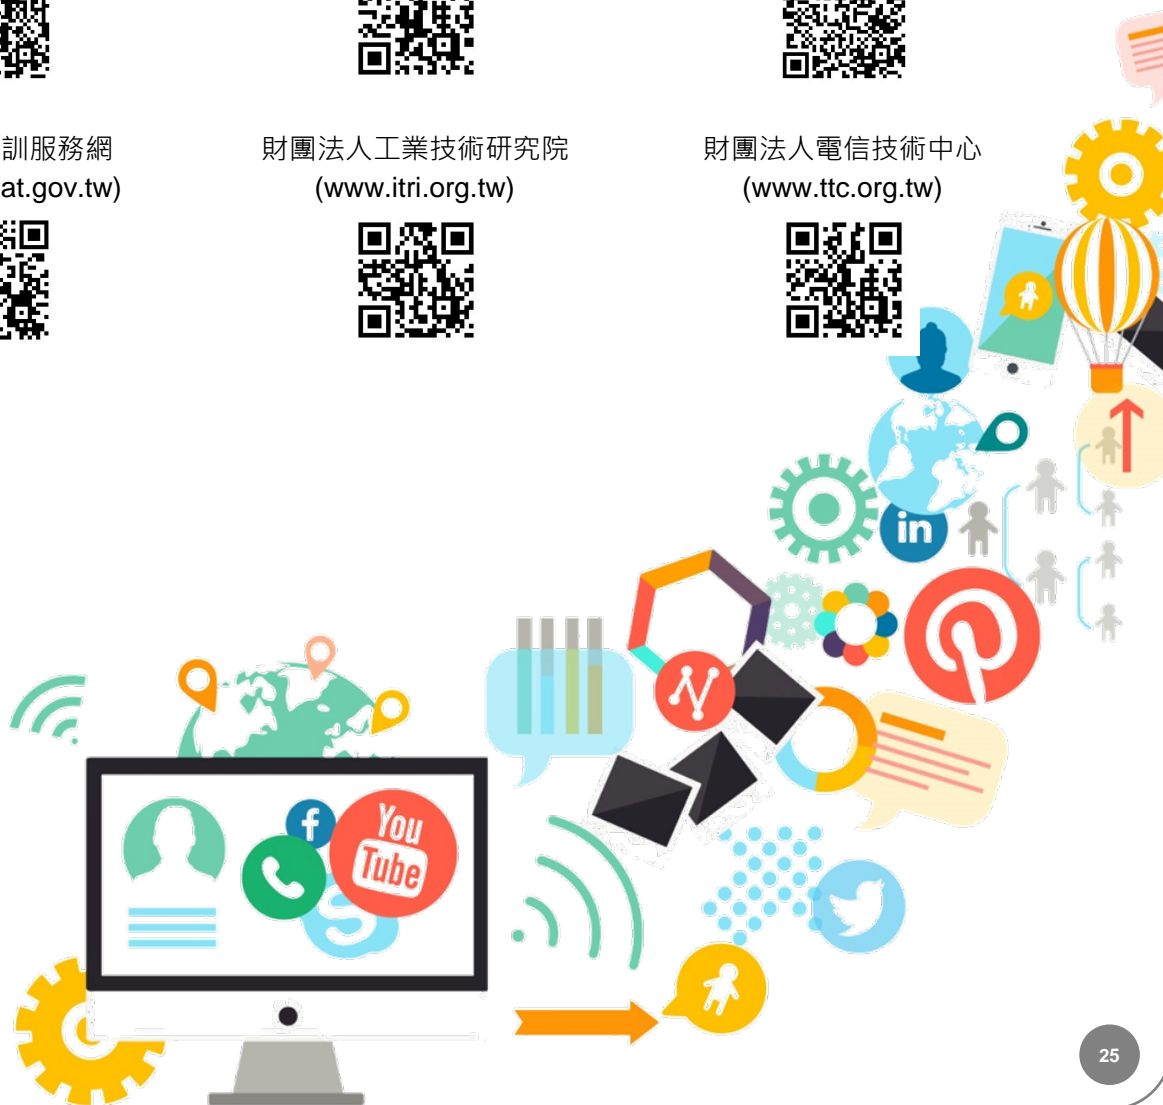 訓服務網
at.gov.tw)
財團法人工業技術研究院
(www.itri.org.tw)
財團法人電信技術中心
(www.ttc.org.tw)
in
f
You
Tube
25